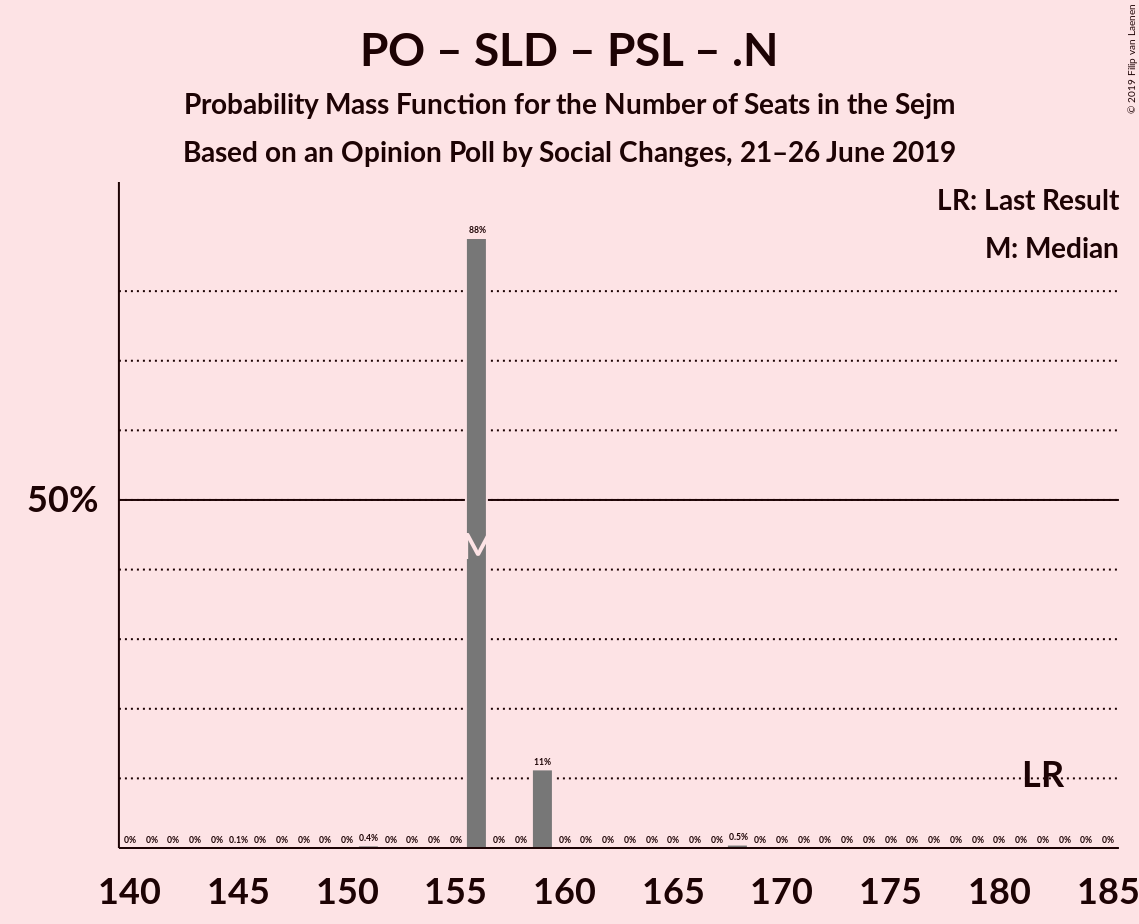 © 2019 Filip van Laenen
PO – SLD – PSL – .N
Probability Mass Function for the Number of Seats in the Sejm
Based on an Opinion Poll by Social Changes, 21–26 June 2019
LR: Last Result
M: Median
88%
50%
M
11%
LR
0% 0% 0% 0% 0% 0.1% 0% 0% 0% 0% 0% 0.4% 0% 0% 0% 0% 0% 0% 0% 0% 0% 0% 0% 0% 0% 0% 0.5% 0% 0% 0% 0% 0% 0% 0% 0% 0% 0% 0% 0% 0% 0% 0% 0% 0%
140 145 150 155 160 165 170 175 180 185